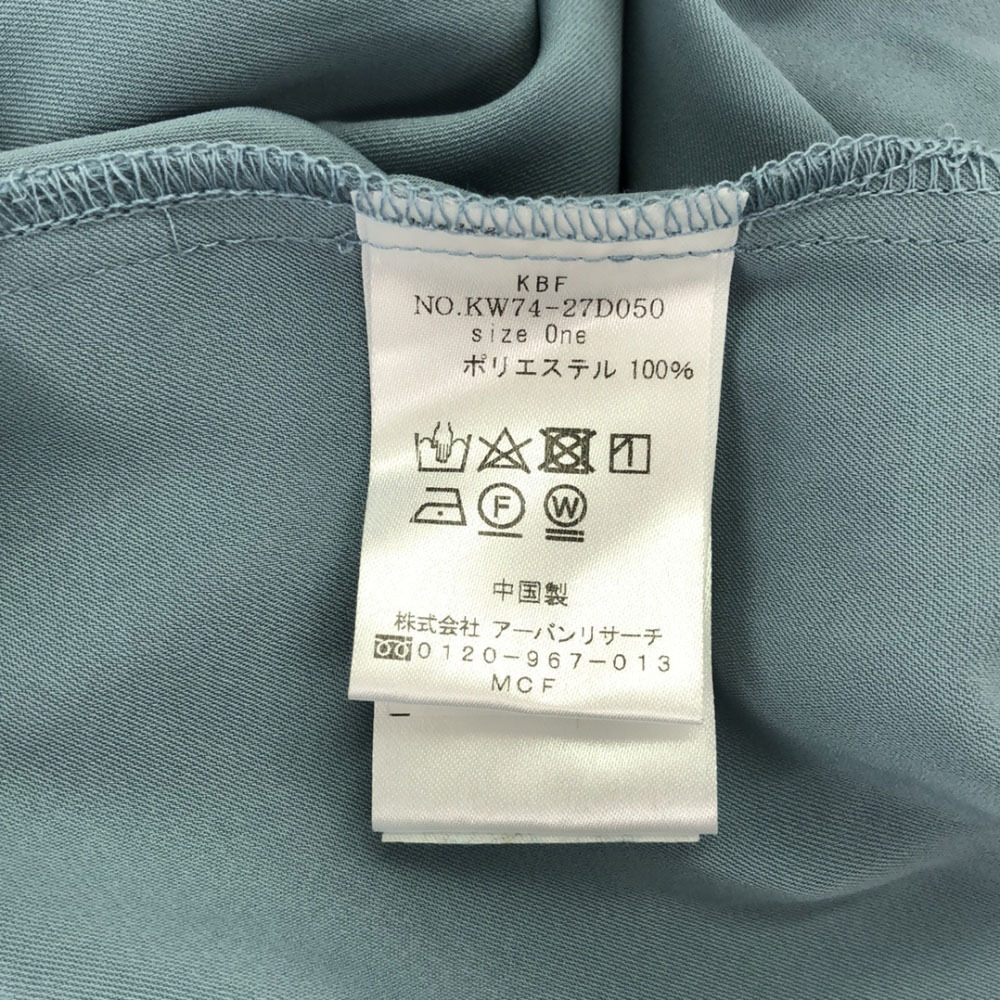 KBF
NO.KW74-27D050
size One
ポリエステル 100%
F W
中国製
株式会社 アーバンリサーチ
0120-967-013
MCF